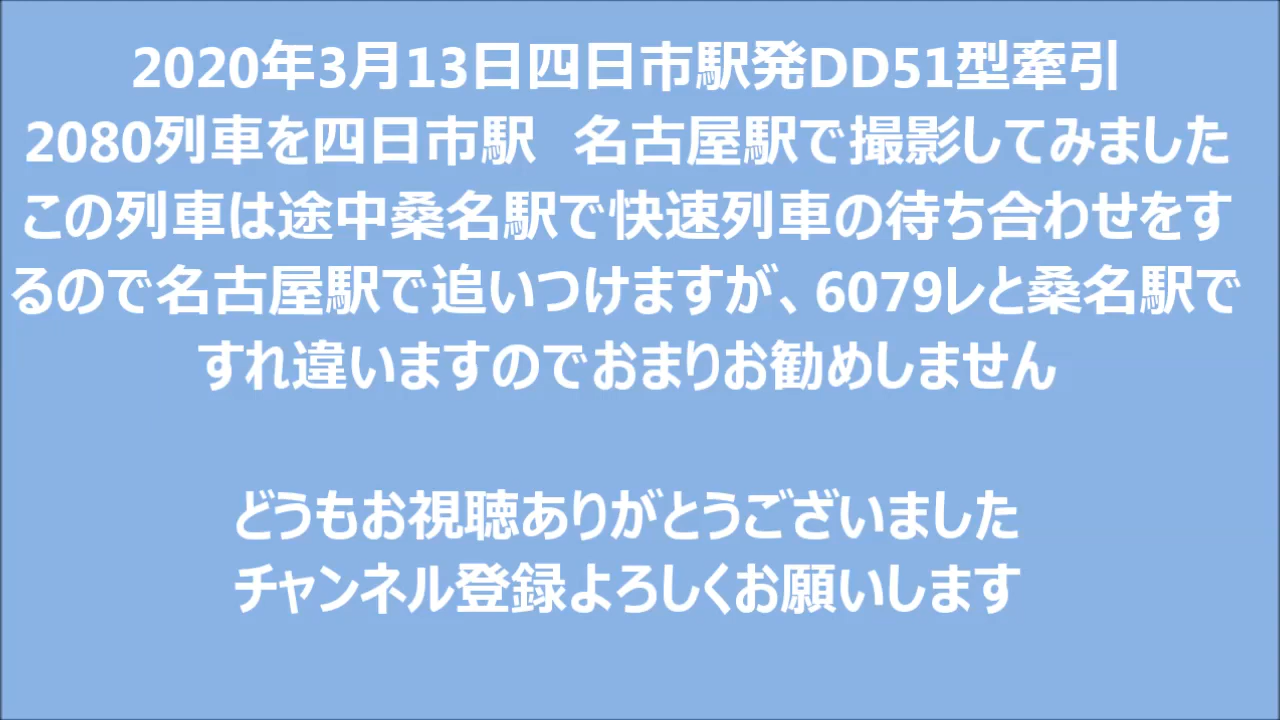 2020年3月13日四日市駅発DD51型牽引
2080列車を四日市駅　名古屋駅で撮影してみました
この列車は途中桑名駅で快速列車の待ち合わせをす
るので名古屋駅で追いつけますが、6079レと桑名駅で
すれ違いますのでおまりお勧めしません
どうもお視聴ありがとうございました
チャンネル登録よろしくお願いします